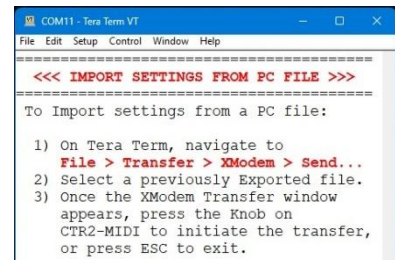 COM11 - Tera Term VT
File Edit Setup Control Window Help
==========================================
<<< IMPORT SETTINGS FROM PC FILE >>>
==========================================
To Import settings from a PC file:
1) On Tera Term, navigate to
File > Transfer > XModem > Send...
2) Select a previously Exported file.
3) Once the XModem Transfer window
appears, press the Knob on
CTR2-MIDI to initiate the transfer,
or press ESC to exit.